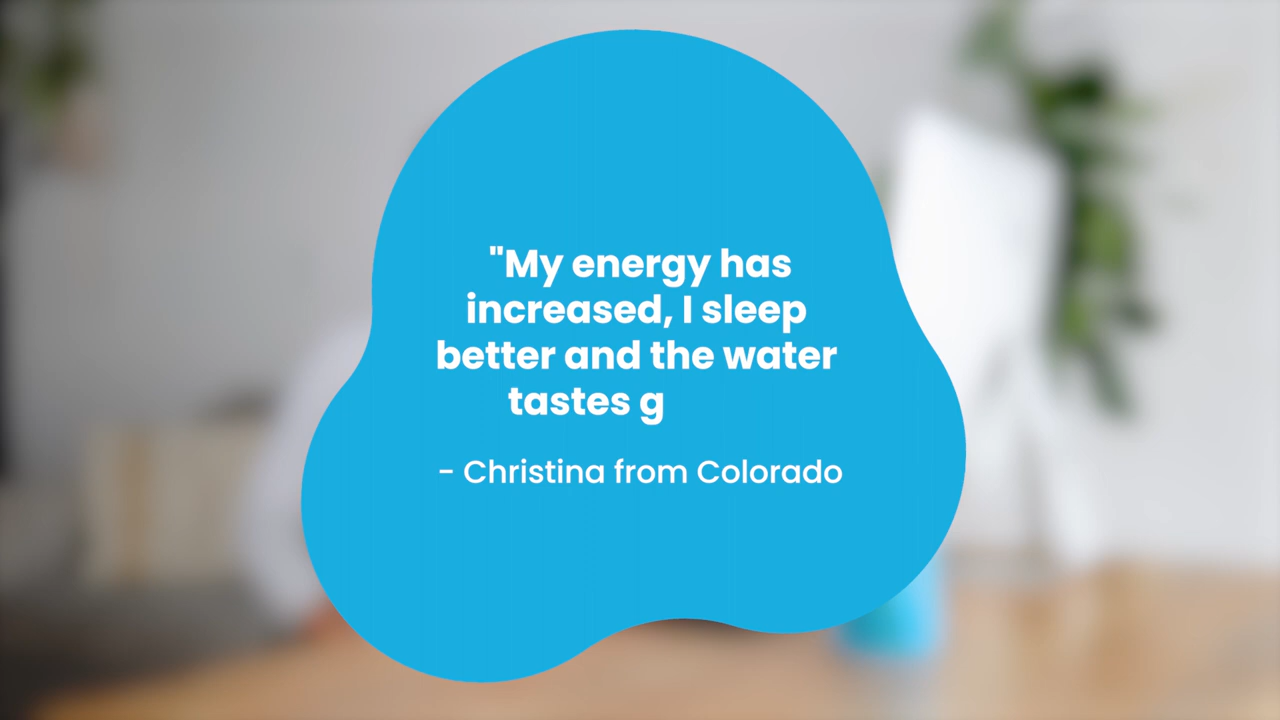 "My energy has
increased, I sleep
better and the water
tastes g
- Christina from Colorado